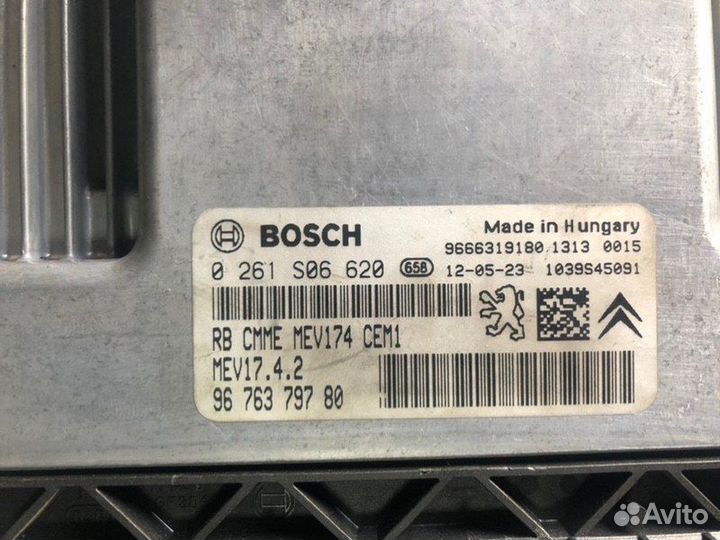 BOSCH
Made in Hungary
9666319180 1313 0015
0 261 S06 620 658 12-05-23 1039S45091
RB CMME MEV174 CEM1
MEV17.4.2
96 763 797 80
Avito